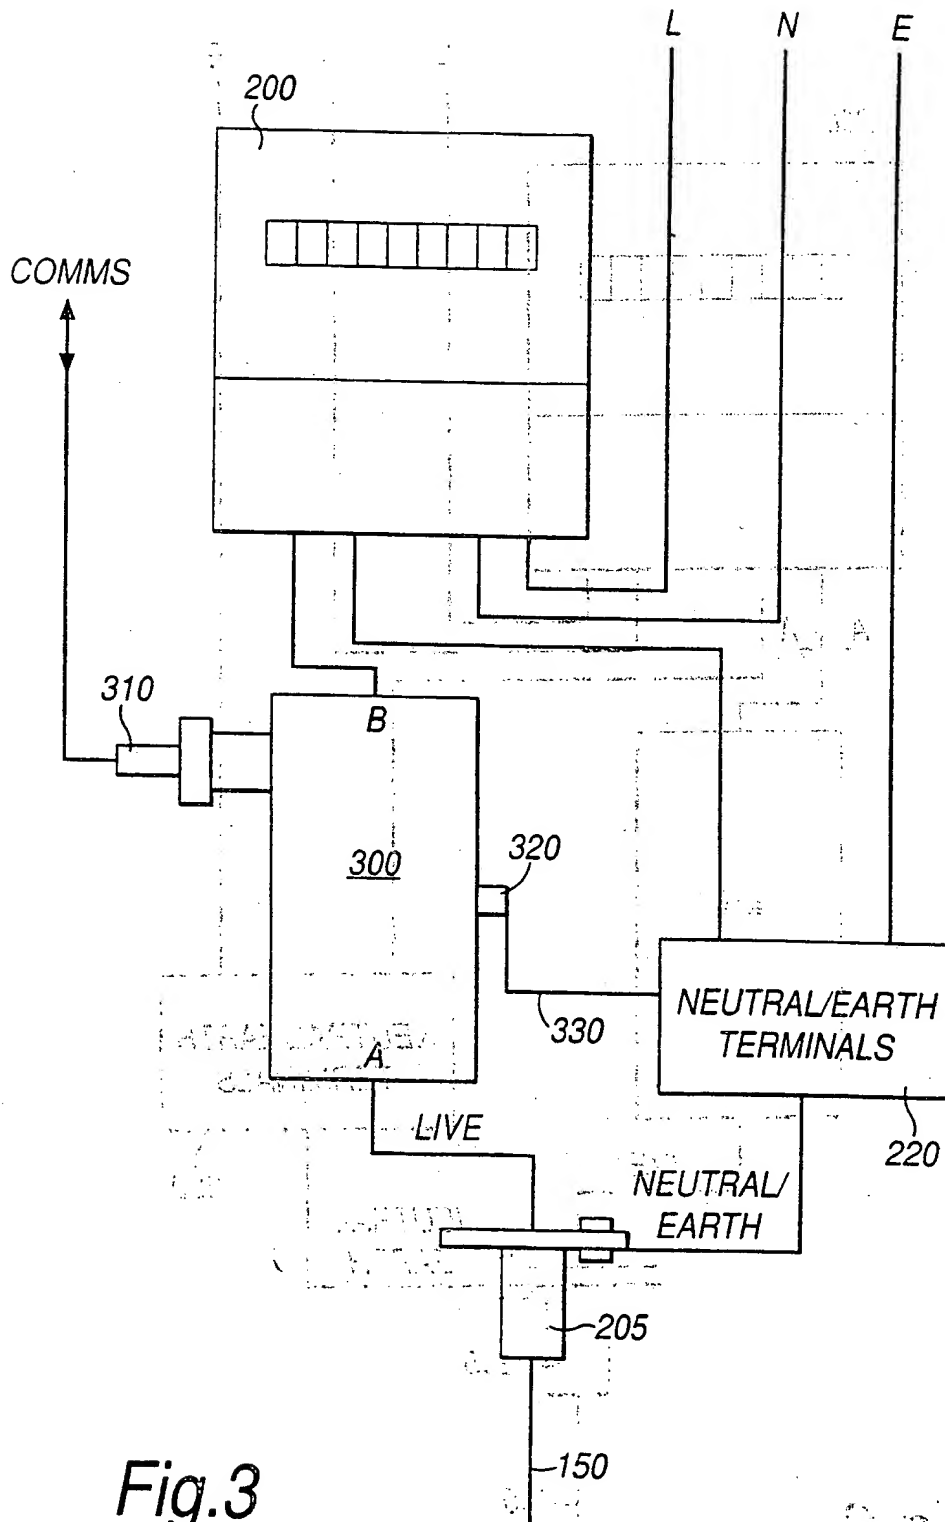 L N E
200
COMMS
310
B
300
320
330
NEUTRAL/EARTH
TERMINALS
A
LIVE
220
NEUTRAL/
EARTH
205
150
Fig.3